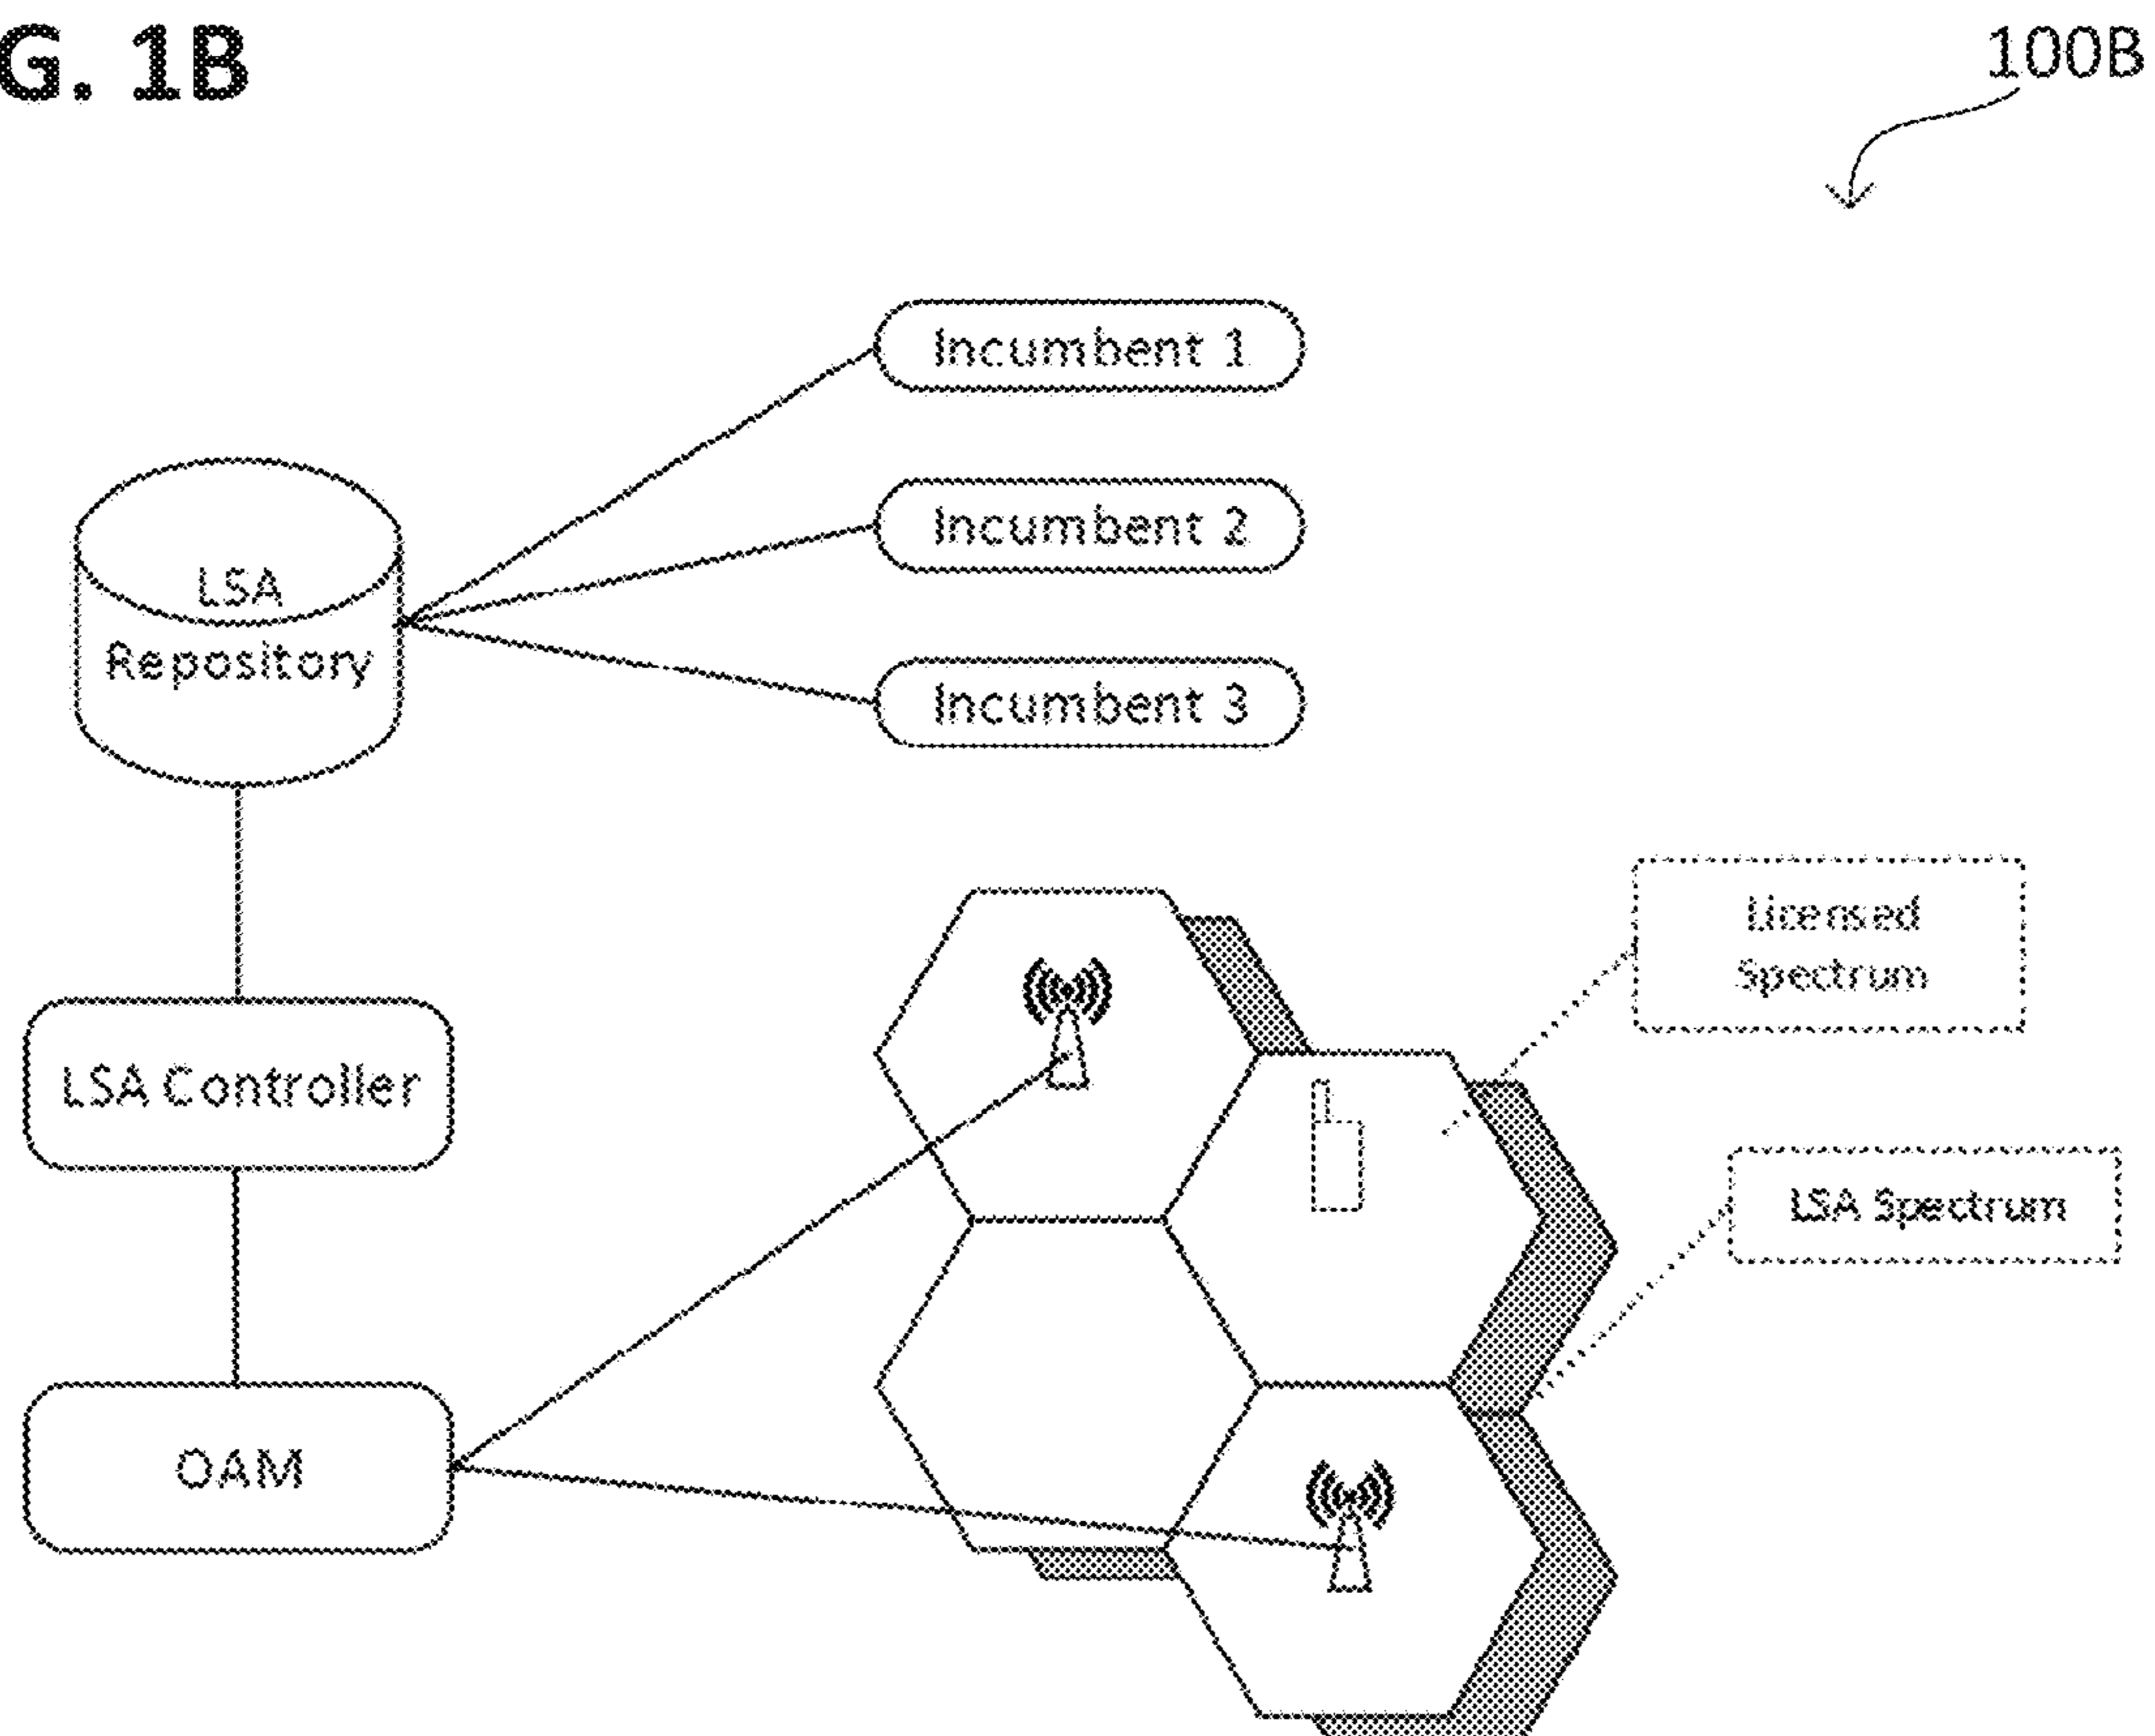 G. 1B
100B
Incumbent 1
Incumbent 2
LSA
Repository
Incumbent 3
Licensed
Spectrum
LSA Controller
LSA Spectrum
OAM